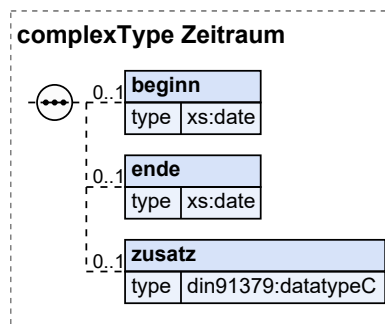 complexType Zeitraum
0..1 beginn
type xs:date
0..1 ende
type xs:date
0..1 zusatz
type din91379:datatypeC